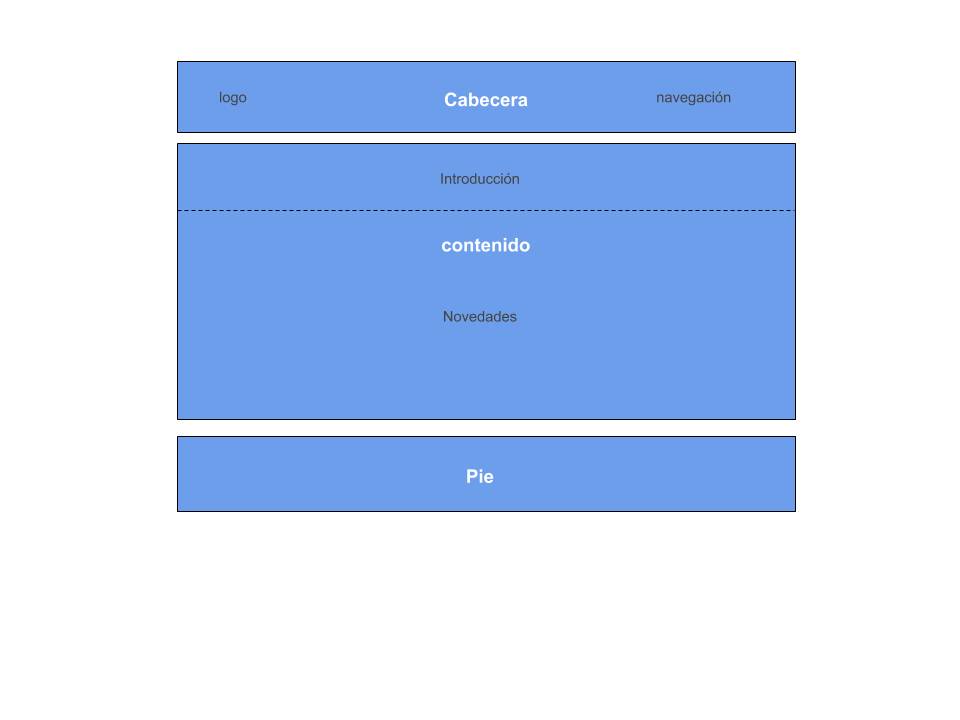 logo
Cabecera
navegación
Introducción
contenido
Novedades
Pie